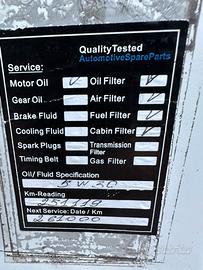 QualityTested
AutomotiveSpareParts
Service:
Motor Oil Oil Filter
Gear Oil Air Filter
Brake Fluid Fuel Filter
Cooling Fluid Cabin Filter
Spark Plugs Transmission Filter
Timing Belt Gas Filter
Oil/ Fluid Specification
5W30
Km-Reading
Next Service: Date / Km
261000